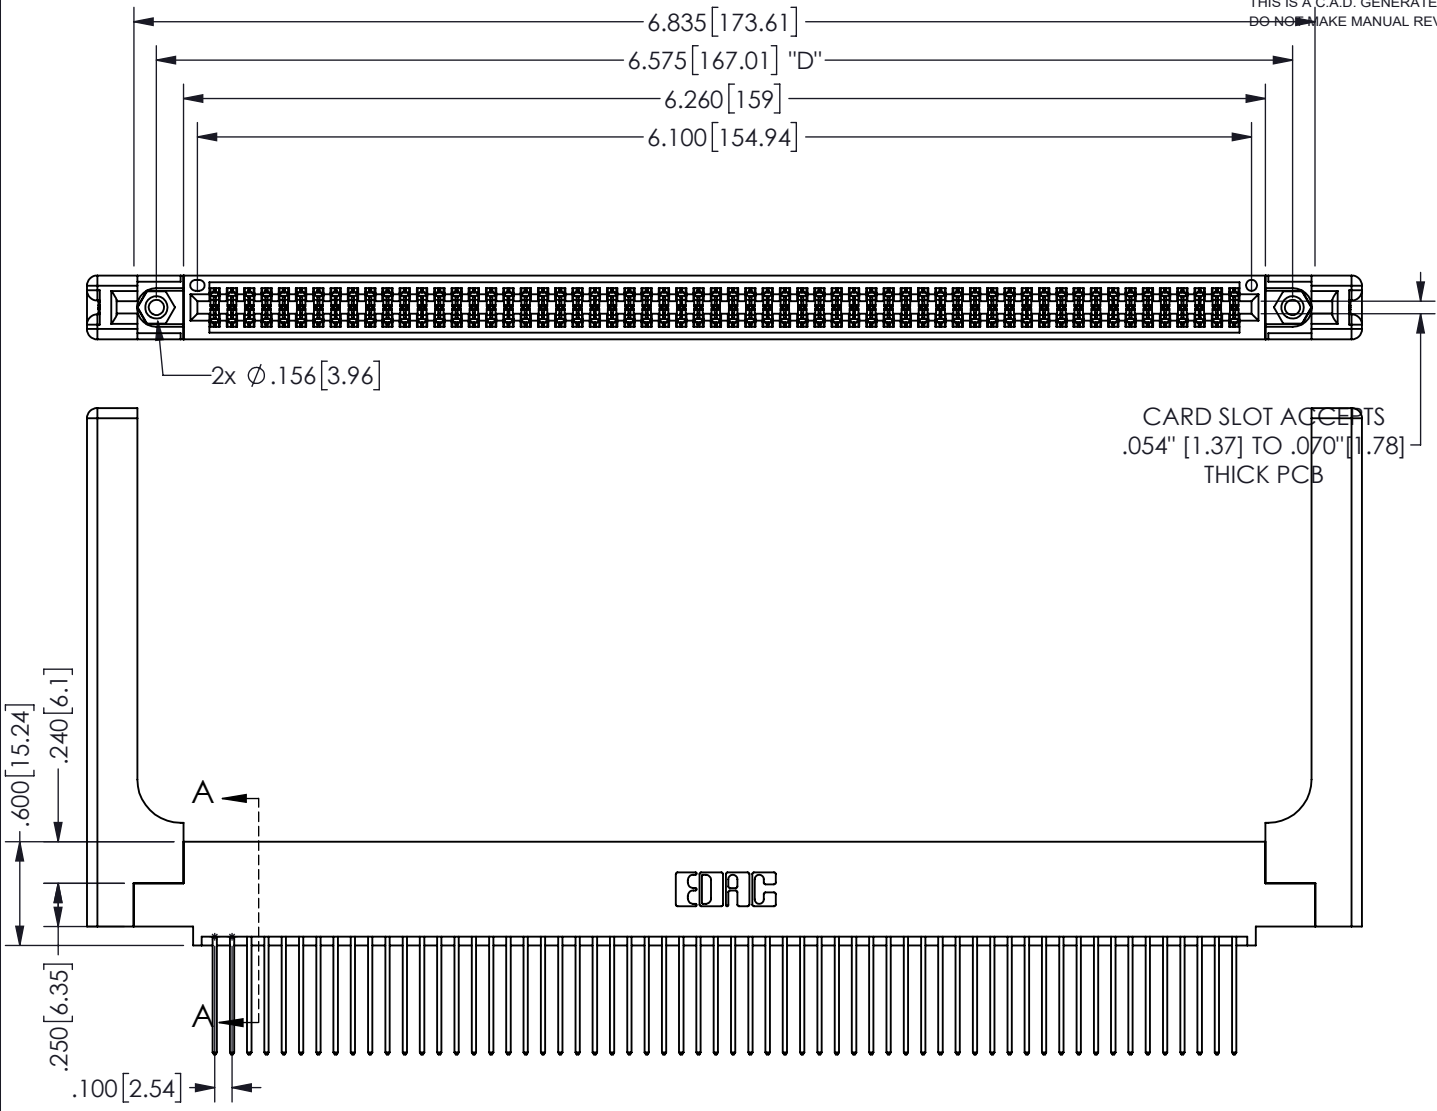 THIS IS A C.A.D. GENERATE
DO NOT MAKE MANUAL REV
6.835[173.61]
6.575[167.01] "D"
6.260[159]
6.100[154.94]
2x Ø.156[3.96]
CARD SLOT ACCEPTS
.054" [1.37] TO .070"[1.78]
THICK PCB
.600[15.24]
.240[6.1]
A
EDAC
A
.250[6.35]
.100[2.54]